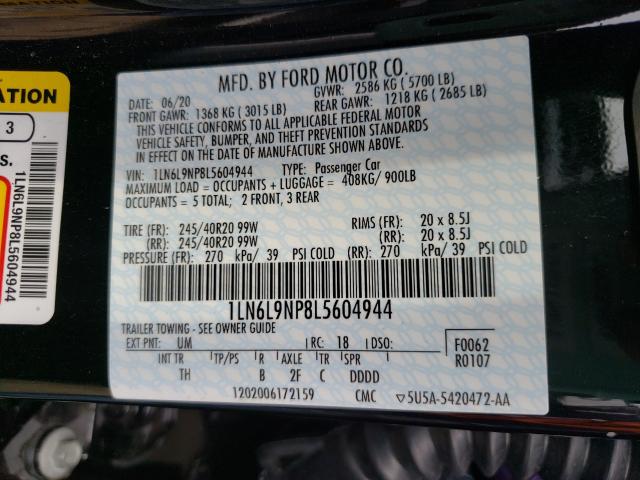 MFD. BY FORD MOTOR CO.
DATE: 06/20 GVWR: 2586 KG ( 5700 LB)
FRONT GAWR: 1368 KG ( 3015 LB) REAR GAWR: 1218 KG ( 2685 LB)
THIS VEHICLE CONFORMS TO ALL APPLICABLE FEDERAL MOTOR
VEHICLE SAFETY, BUMPER, AND THEFT PREVENTION STANDARDS
IN EFFECT ON THE DATE OF MANUFACTURE SHOWN ABOVE.
VIN: 1LN6L9NP8L5604944 TYPE: Passenger Car
MAXIMUM LOAD = OCCUPANTS + LUGGAGE = 408KG/ 900LB
OCCUPANTS = 5 TOTAL; 2 FRONT, 3 REAR
TIRE (FR): 245/40R20 99W RIMS (FR): 20 x 8.5J
(RR): 245/40R20 99W (RR): 20 x 8.5J
PRESSURE (FR): 270 kPa/ 39 PSI COLD (RR): 270 kPa/ 39 PSI COLD
1LN6L9NP8L5604944
TRAILER TOWING - SEE OWNER GUIDE
EXT PNT: UM RC: 18 DSO: F0062
INT TR TP/PS R AXLE TR SPR R0107
TH B 2F C DDDD
1202006172159 CMC ▽5U5A-5420472-AA
ATION
3
S.
1LN6L9NP8L5604944